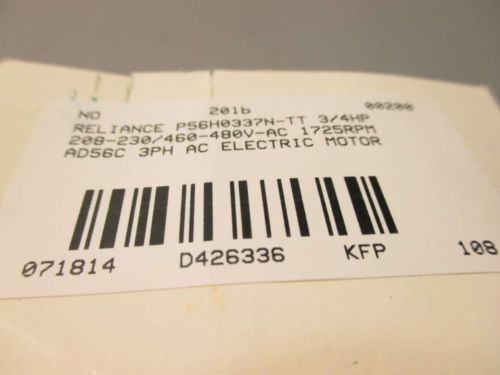 NO 201b 00200
RELIANCE P56H0337N-TT 3/4HP
208-230/460-480V-AC 1725RPM
AD56C 3PH AC ELECTRIC MOTOR
071814 D426336 KFP 108